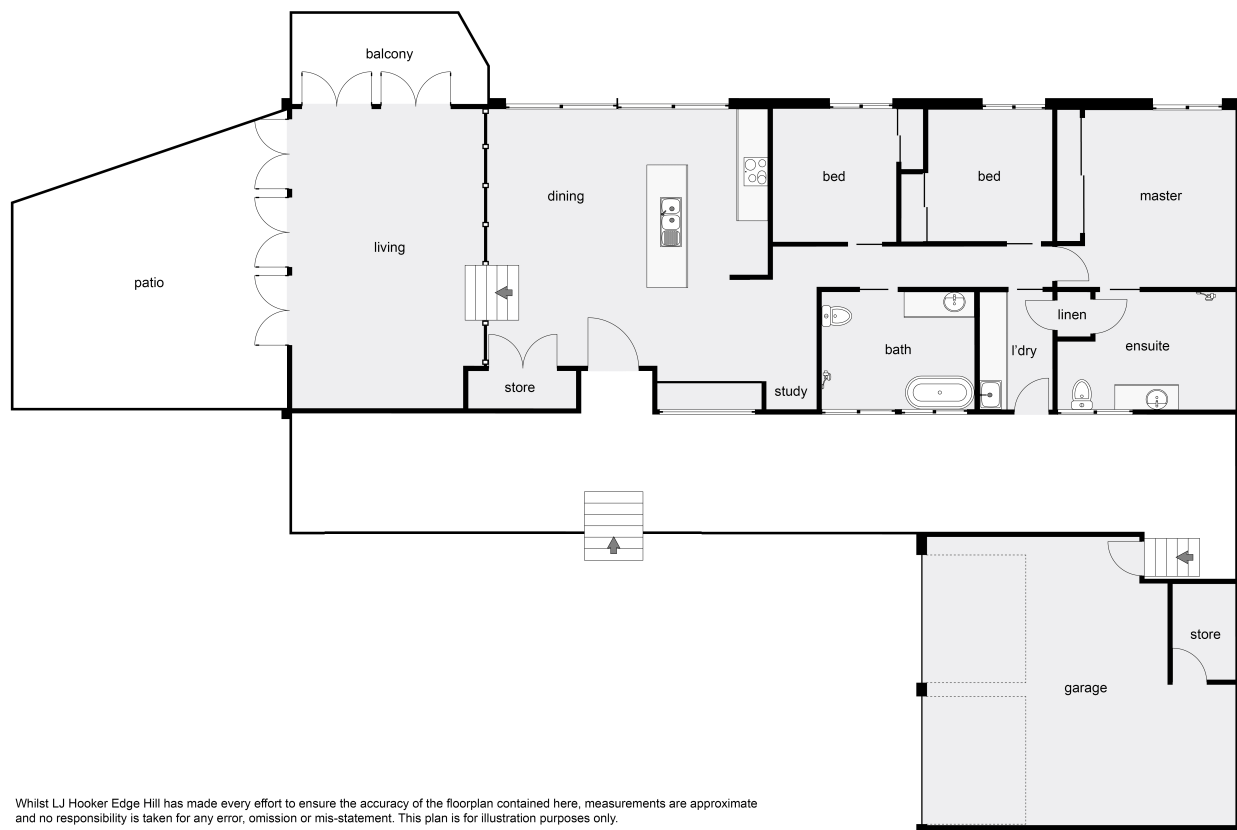 balcony
dining
bed
bed
master
living
patio
linen
bath
l'dry
ensuite
store
study
store
garage
Whilst LJ Hooker Edge Hill has made every effort to ensure the accuracy of the floorplan contained here, measurements are approximate
and no responsibility is taken for any error, omission or mis-statement. This plan is for illustration purposes only.